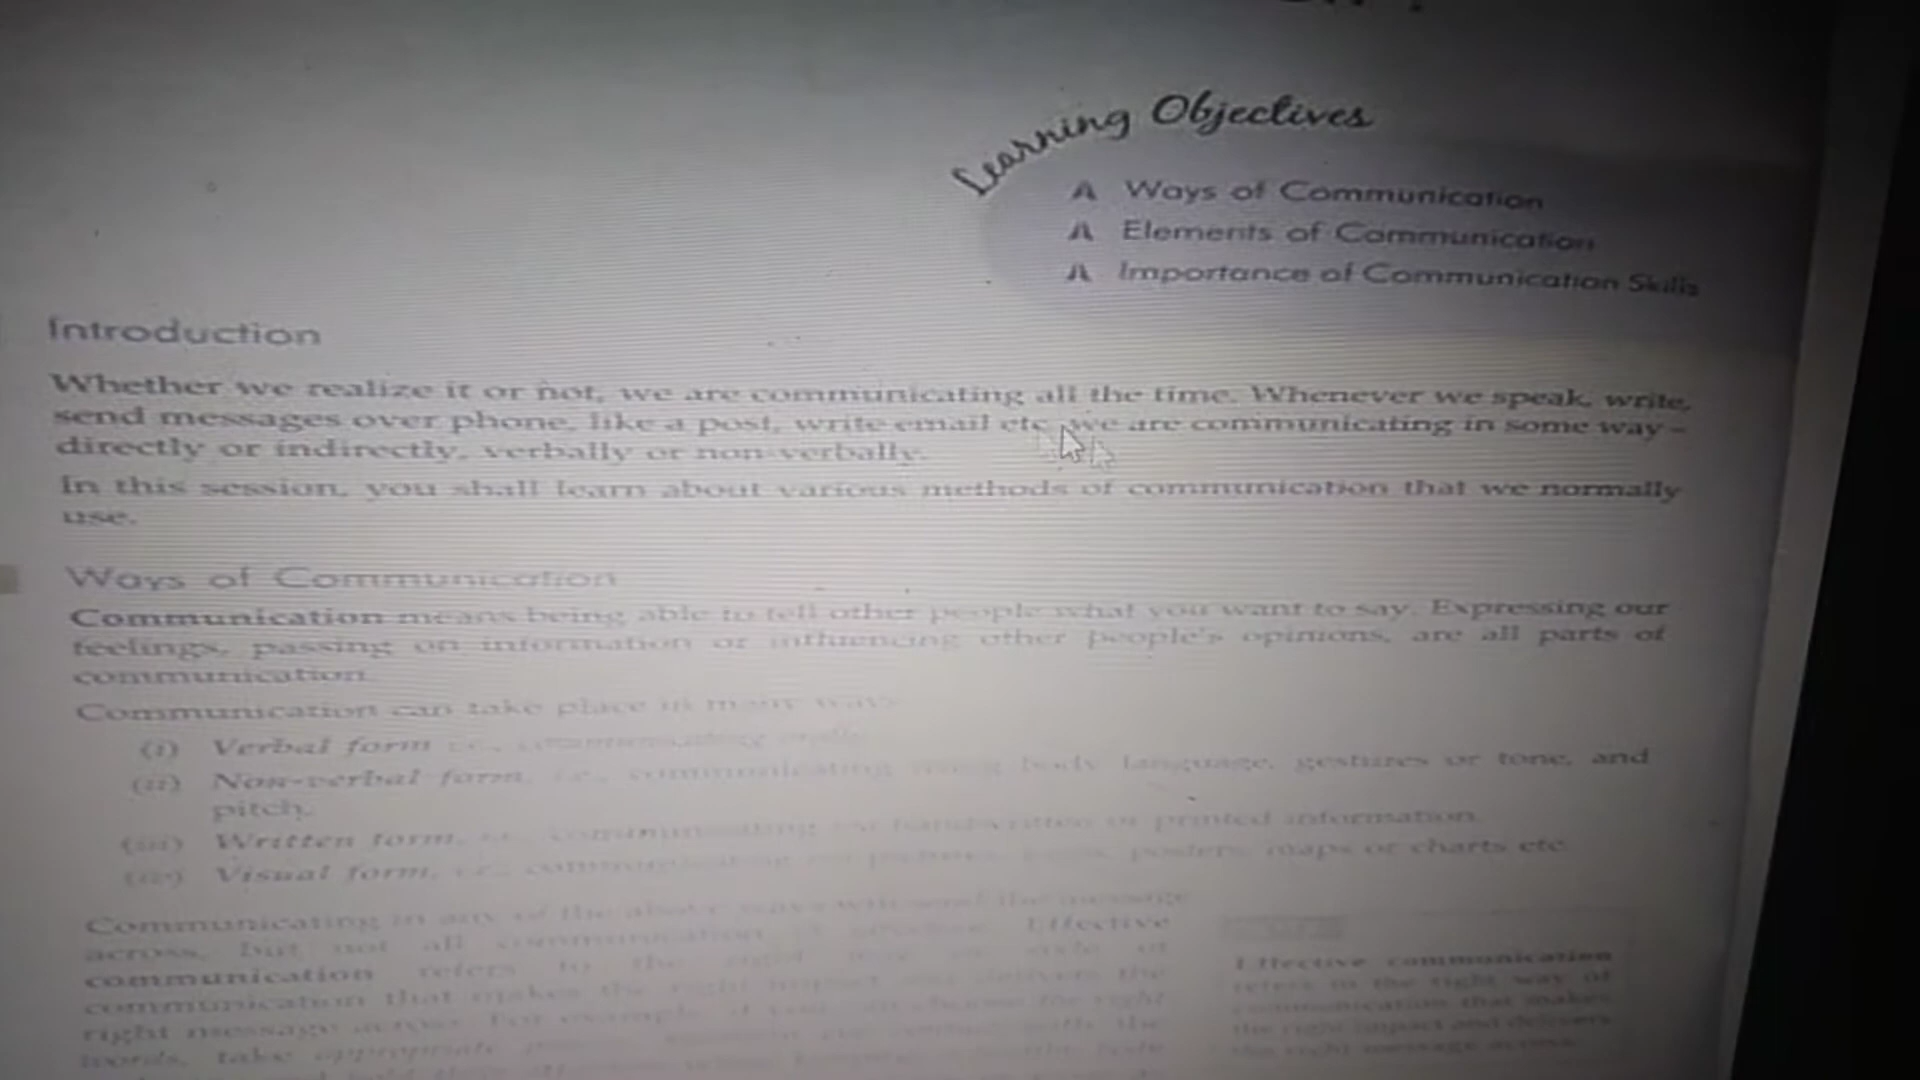 Learning Objectives
Ways of Communication
Elements of Communication
Importance of Communication Skills
Introduction
Whether we realize it or not, we are communicating all the time. Whenever we speak, write,
send messages over phone, like a post, write email etc we are communicating in some way –
directly or indirectly, verbally or non-verbally.
In this session, you shall learn about various methods of communication that we normally
use.
Ways of Communication
Communication means being able to tell other people what you want to say. Expressing our
feelings, passing on information or influencing other people's opinions, are all parts of
communication.
Communication can take place in many ways
(i) Verbal form i.e., communicating
(ii) Non-verbal form, i.e., communicating using body language, gestures or tone, and
pitch.
(iii) Written form, i.e., communicating hand-written or printed information
(iv) Visual form, i.e., communicating posters, maps or charts etc
Communicating in any of the above ways will send the message
across, but not all communication is Effective
communication refers to the right way or style of
communication that makes the right impact and delivers the
right message across. For example, if you the right
words, take appropriate the
Effective communication
refers to the right way of
communication that makes
the right impact and delivers
the right message across.